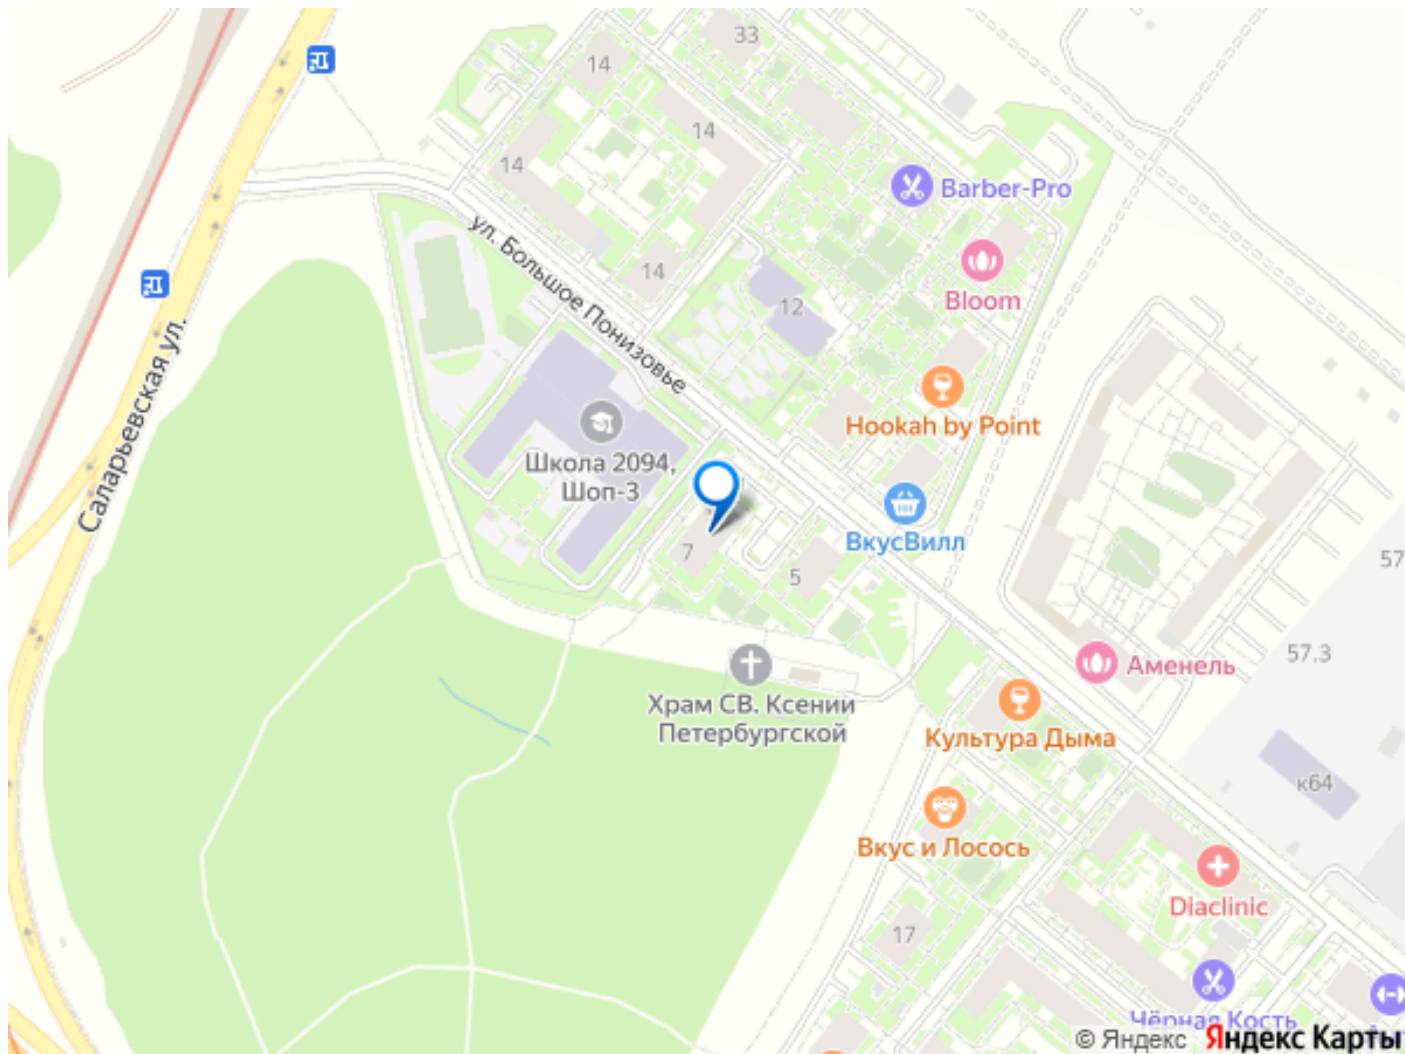 33
14
14
14
Barber-Pro
ул. Большое Понизовье
14
12
Bloom
Саларьевская ул.
Hookah by Point
Школа 2094,
Шоп-3
ВкусВилл
7
5
57
57.3
Аменель
Храм СВ. Ксении
Петербургской
Культура Дыма
к64
Вкус и Лосось
Diaclinic
17
Чёрная Кость
© Яндекс Яндекс Карты